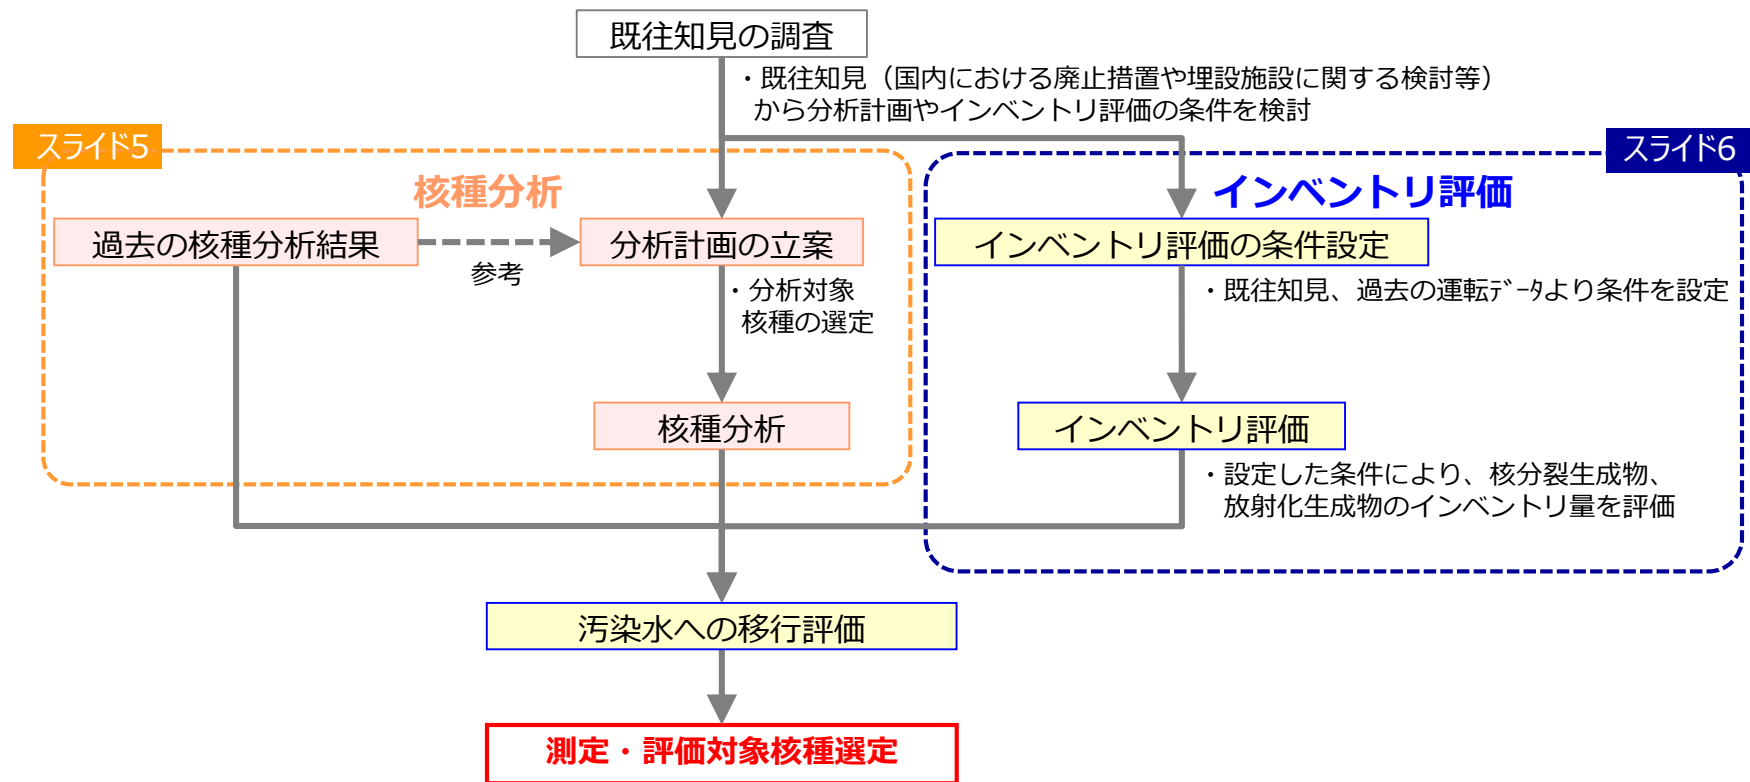 既往知見の調査
・既往知見（国内における廃止措置や埋設施設に関する検討等）
から分析計画やインベントリ評価の条件を検討
スライド5
核種分析
過去の核種分析結果
参考
分析計画の立案
・分析対象
核種の選定
核種分析
スライド6
インベントリ評価
インベントリ評価の条件設定
・既往知見、過去の運転ﾃﾞｰﾀより条件を設定
インベントリ評価
・設定した条件により、核分裂生成物、
放射化生成物のインベントリ量を評価
汚染水への移行評価
測定・評価対象核種選定